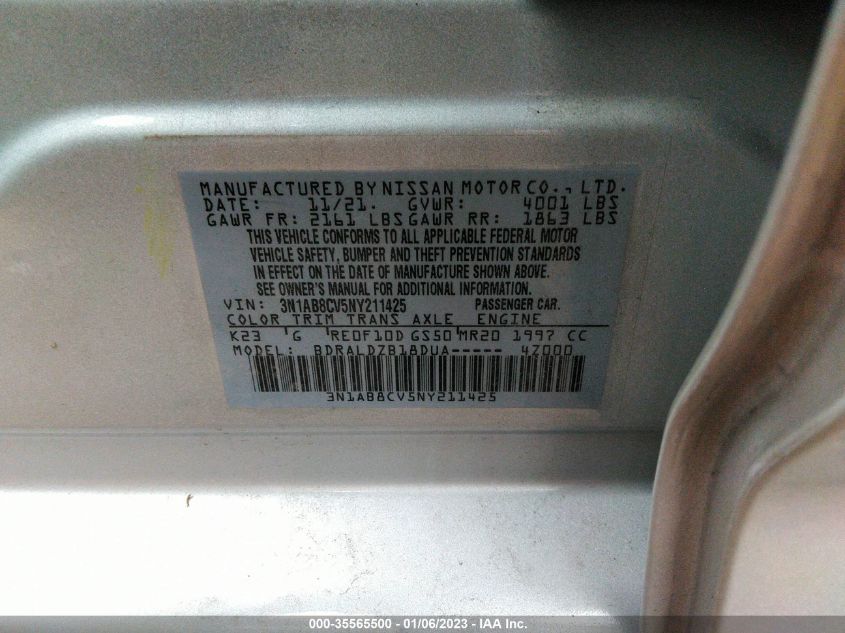 MANUFACTURED BY NISSAN MOTOR CO., LTD.
DATE: 11/21. GVWR: 4001 LBS
GAWR FR: 2161 LBS GAWR RR: 1863 LBS
THIS VEHICLE CONFORMS TO ALL APPLICABLE FEDERAL MOTOR
VEHICLE SAFETY, BUMPER AND THEFT PREVENTION STANDARDS
IN EFFECT ON THE DATE OF MANUFACTURE SHOWN ABOVE.
SEE OWNER'S MANUAL FOR ADDITIONAL INFORMATION.
VIN: 3N1AB8CV5NY211425 PASSENGER CAR.
COLOR TRIM TRANS AXLE ENGINE
K23 G RE0F10D GS50 MR20 1997 CC
MODEL: BDRALDZB18DUA----- 4Z000
3N1AB8CV5NY211425
000-35565500 - 01/06/2023 - IAA Inc.